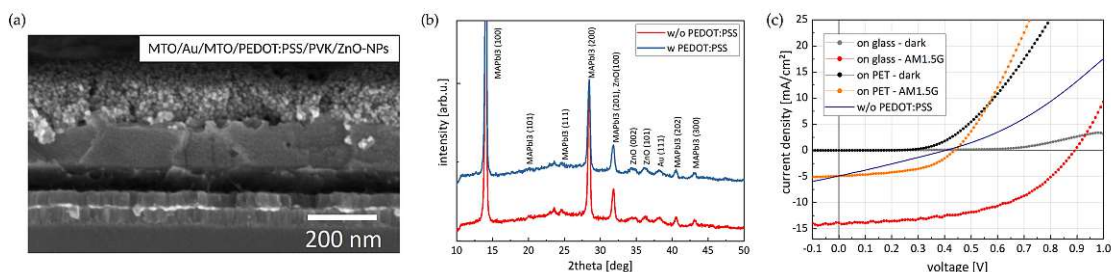 (a)
MTO/Au/MTO/PEDOT:PSS/PVK/ZnO-NPs
200 nm
(b)
intensity [arb.u.]
MAPbI3 (100)
MAPbI3 (101)
MAPbI3 (111)
MAPbI3 (200)
MAPbI3 (201), ZnO(100)
ZnO (002)
ZnO (101)
Au (111)
MAPbI3 (202)
MAPbI3 (300)
w/o PEDOT:PSS
w PEDOT:PSS
10 15 20 25 30 35 40 45 50
2theta [deg]
(c)
current density [mA/cm²]
25
20
15
10
5
0
-5
-10
-15
on glass - dark
on glass - AM1.5G
on PET - dark
on PET - AM1.5G
w/o PEDOT:PSS
-0.1 0.0 0.1 0.2 0.3 0.4 0.5 0.6 0.7 0.8 0.9 1.0
voltage [V]